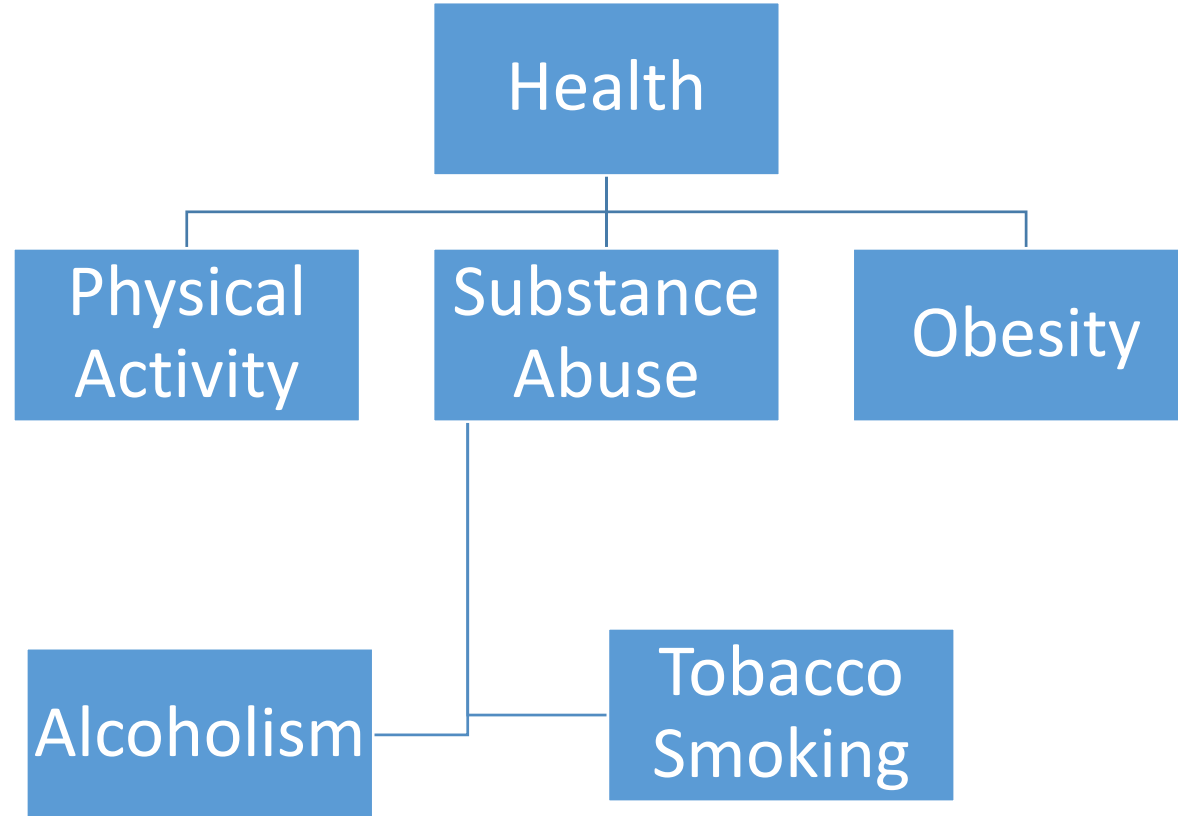 Health
Physical
Activity
Substance
Abuse
Obesity
Alcoholism
Tobacco
Smoking